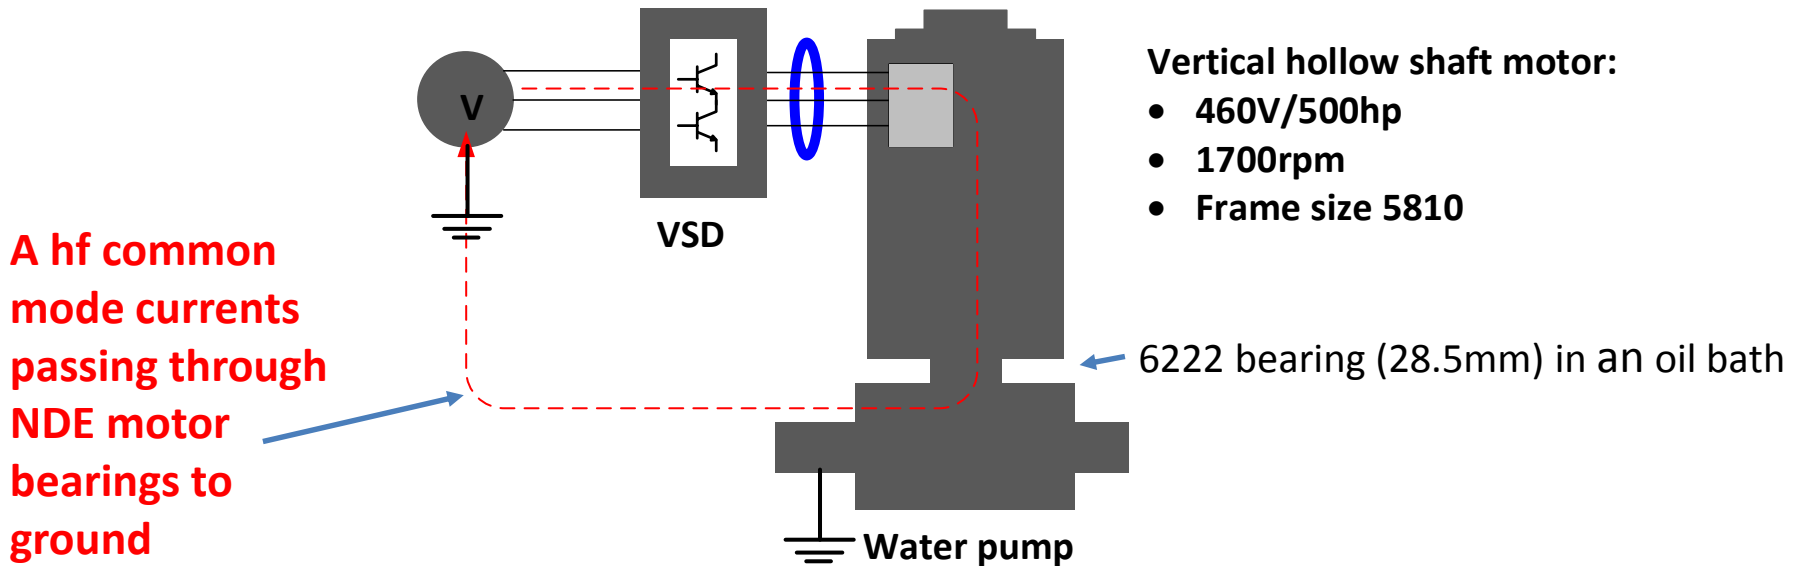 V
VSD
Vertical hollow shaft motor:
• 460V/500hp
• 1700rpm
• Frame size 5810
A hf common
mode currents
passing through
NDE motor
bearings to
ground
6222 bearing (28.5mm) in an oil bath
Water pump